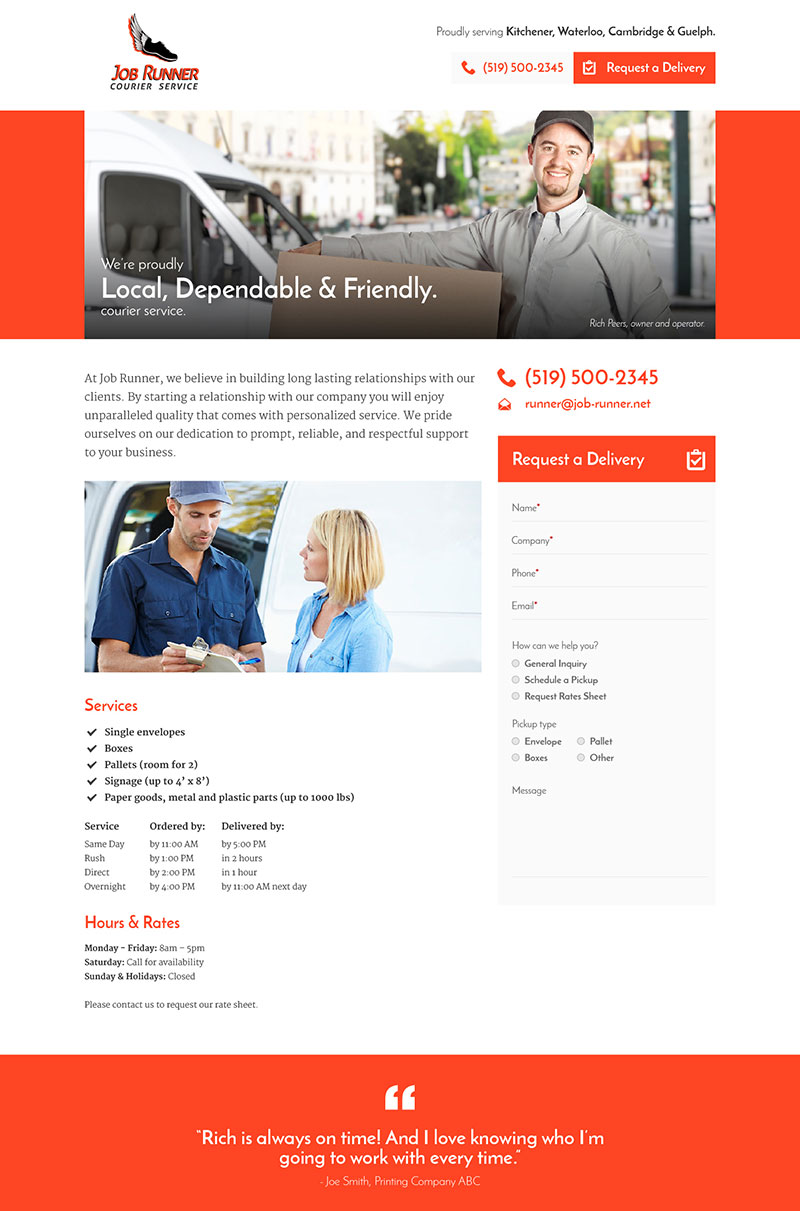 JOB RUNNER
COURIER SERVICE
Proudly serving Kitchener, Waterloo, Cambridge & Guelph.
(519) 500-2345
Request a Delivery
We're proudly
Local, Dependable & Friendly.
courier service.
Rich Peers, owner and operator.
At Job Runner, we believe in building long lasting relationships with our
clients. By starting a relationship with our company you will enjoy
unparalleled quality that comes with personalized service. We pride
ourselves on our dedication to prompt, reliable, and respectful support
to your business.
Services
Single envelopes
Boxes
Pallets (room for 2)
Signage (up to 4' x 8')
Paper goods, metal and plastic parts (up to 1000 lbs)
Service Ordered by: Delivered by:
Same Day by 11:00 AM by 5:00 PM
Rush by 1:00 PM in 2 hours
Direct by 2:00 PM in 1 hour
Overnight by 4:00 PM by 11:00 AM next day
Hours & Rates
Monday - Friday: 8am – 5pm
Saturday: Call for availability
Sunday & Holidays: Closed
Please contact us to request our rate sheet.
(519) 500-2345
runner@job-runner.net
Request a Delivery
Name*
Company*
Phone*
Email*
How can we help you?
General Inquiry
Schedule a Pickup
Request Rates Sheet
Pickup type
Envelope Pallet
Boxes Other
Message
“
"Rich is always on time! And I love knowing who I'm
going to work with every time."
- Joe Smith, Printing Company ABC